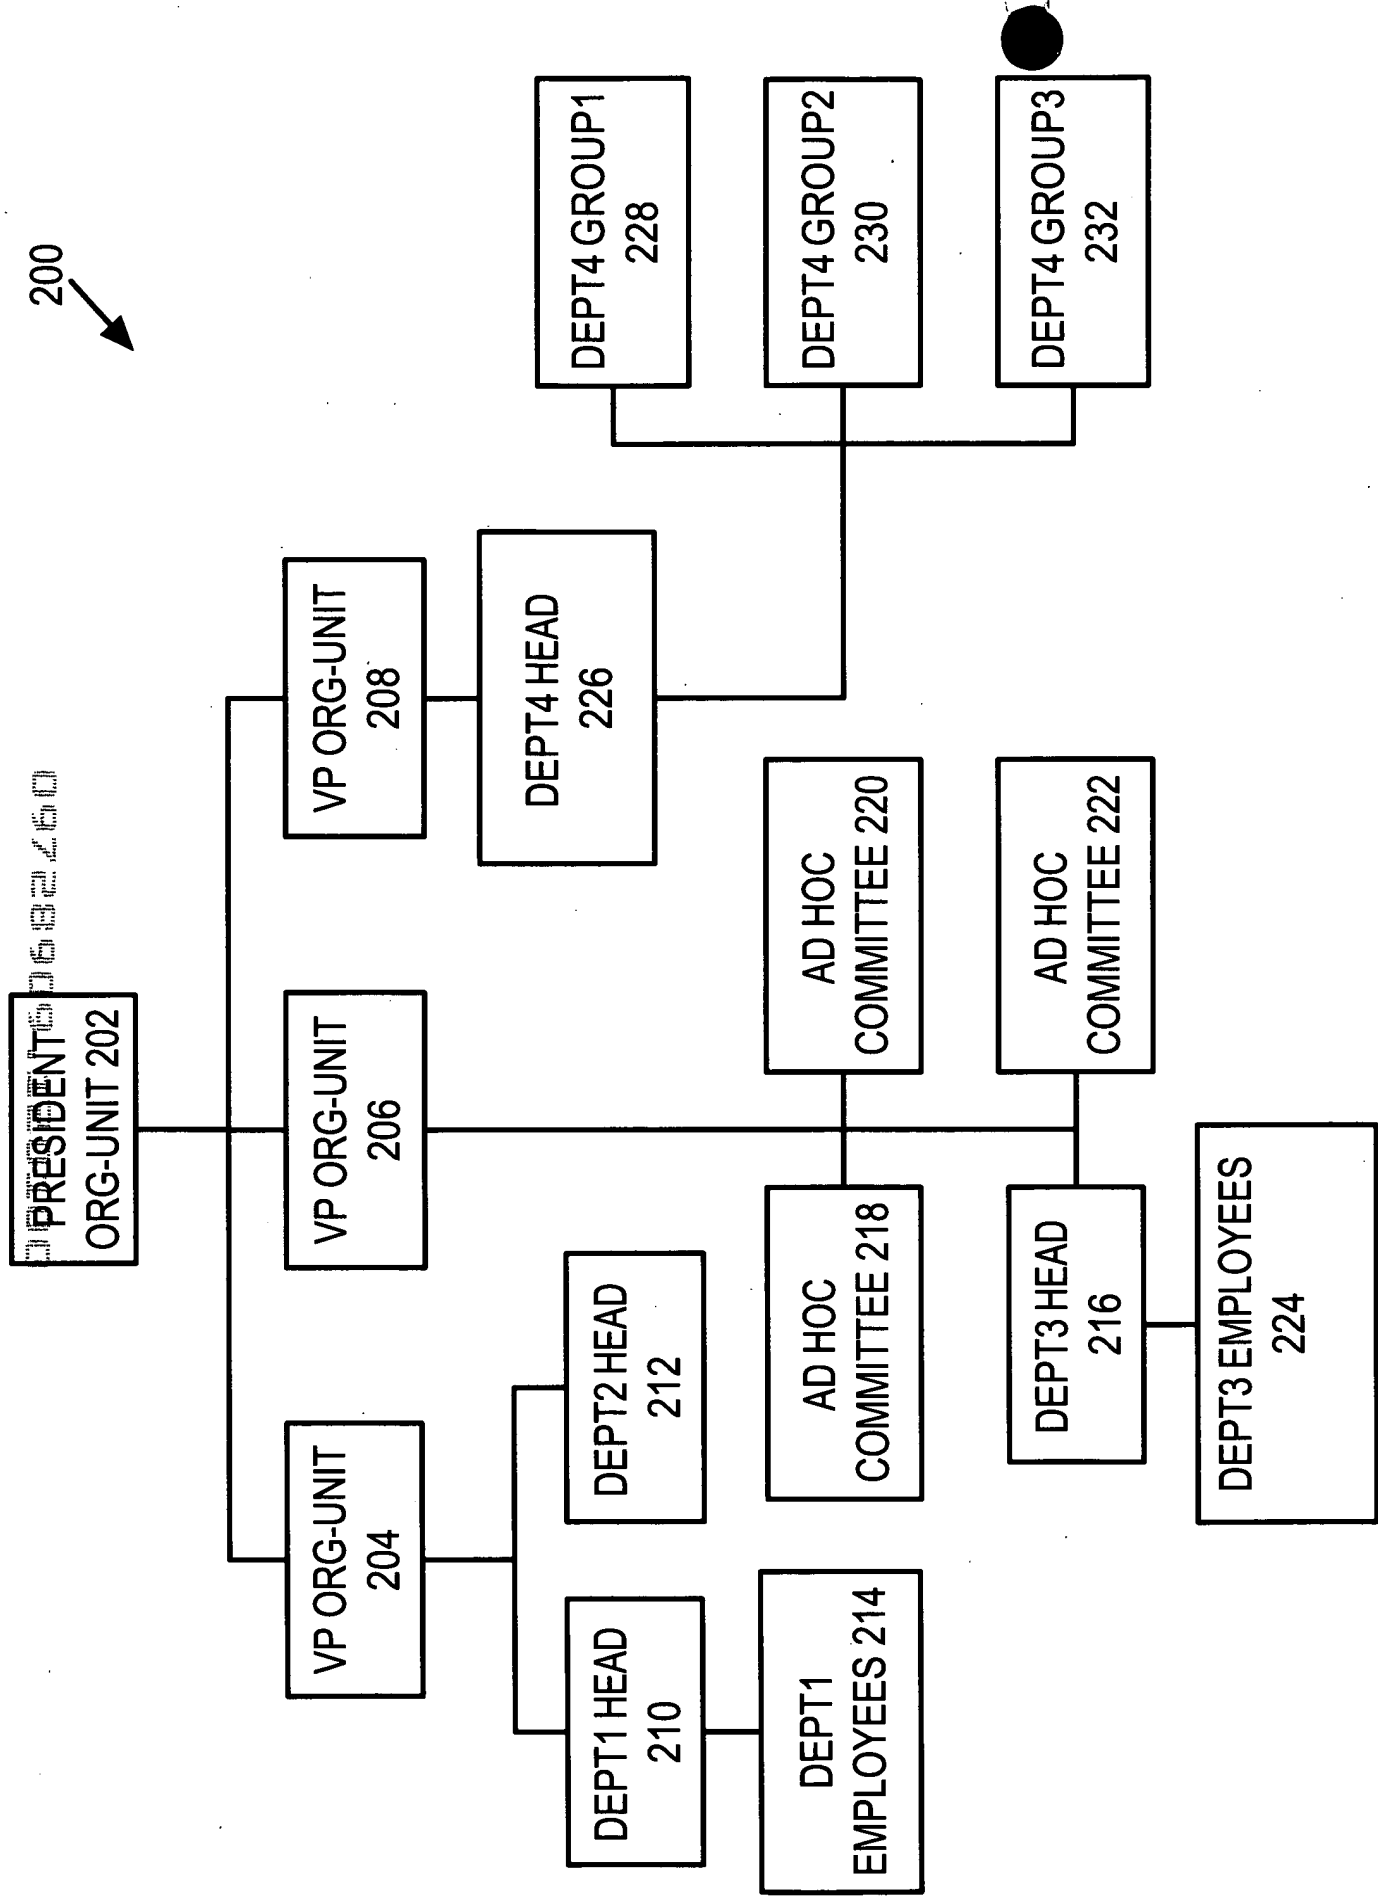 200
PRESIDENT
ORG-UNIT 202
VP ORG-UNIT
204
VP ORG-UNIT
206
VP ORG-UNIT
208
DEPT1 HEAD
210
DEPT2 HEAD
212
DEPT4 HEAD
226
DEPT1
EMPLOYEES 214
AD HOC
COMMITTEE 218
AD HOC
COMMITTEE 220
DEPT3 HEAD
216
AD HOC
COMMITTEE 222
DEPT3 EMPLOYEES
224
DEPT4 GROUP1
228
DEPT4 GROUP2
230
DEPT4 GROUP3
232